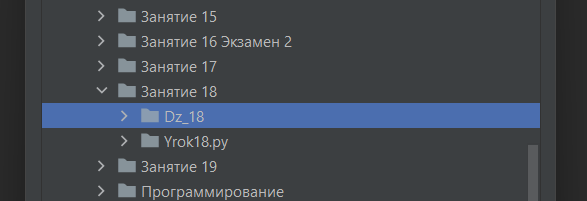 Занятие 15
Занятие 16 Экзамен 2
Занятие 17
Занятие 18
Dz_18
Yrok18.py
Занятие 19
Программирование